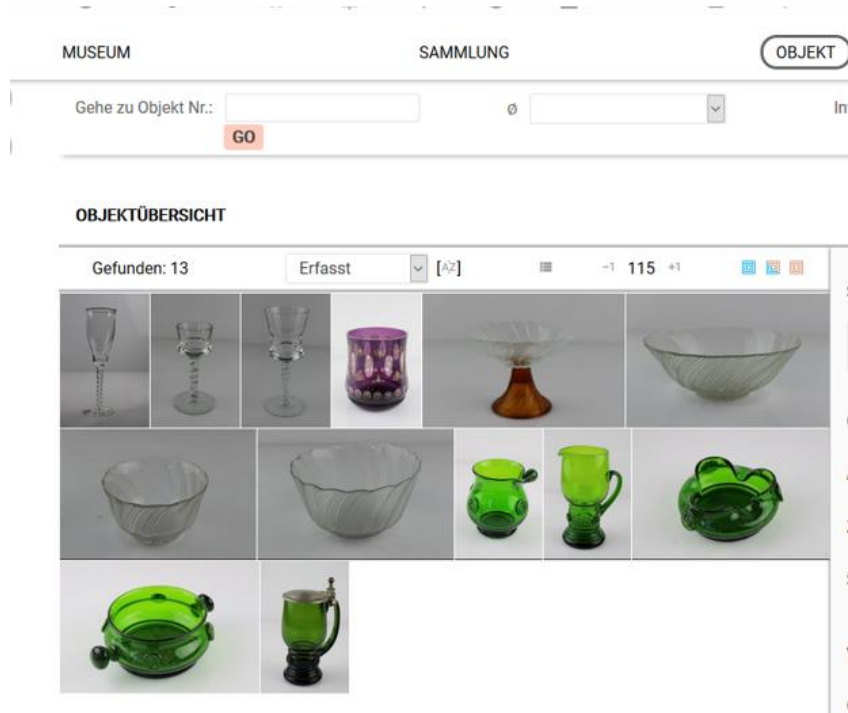 MUSEUM SAMMLUNG OBJEKT
Gehe zu Objekt Nr.: ø
GO
OBJEKTÜBERSICHT
Gefunden: 13 Erfasst [AZ] -1 115 +1